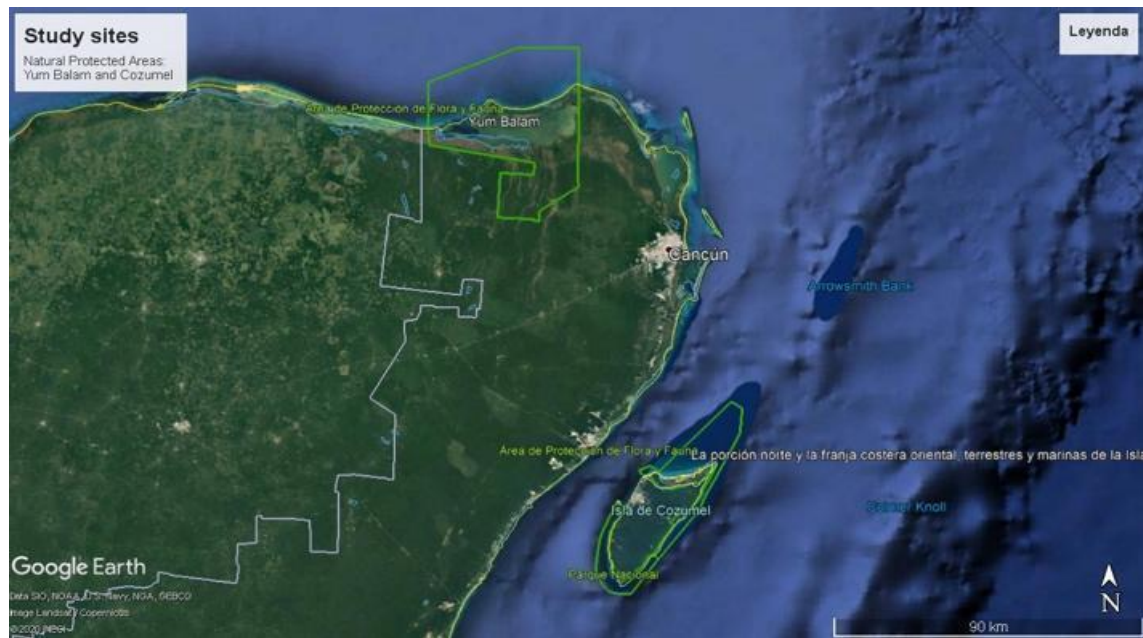 Study sites
Natural Protected Areas:
Yum Balam and Cozumel
Leyenda
Área de Protección de Flora y Fauna
Yum Balam
Cancún
Arrowsmith Bank
Área de Protección de Flora y Fauna
La porción norte y la franja costera oriental, terrestres y marinas de la Isla
Isla de Cozumel
Knoll
Parque Nacional
Google Earth
Data SIO, NOAA, U.S. Navy, NGA, GEBCO
Image Landsat / Copernicus
© 2020 INEGI
N
90 km